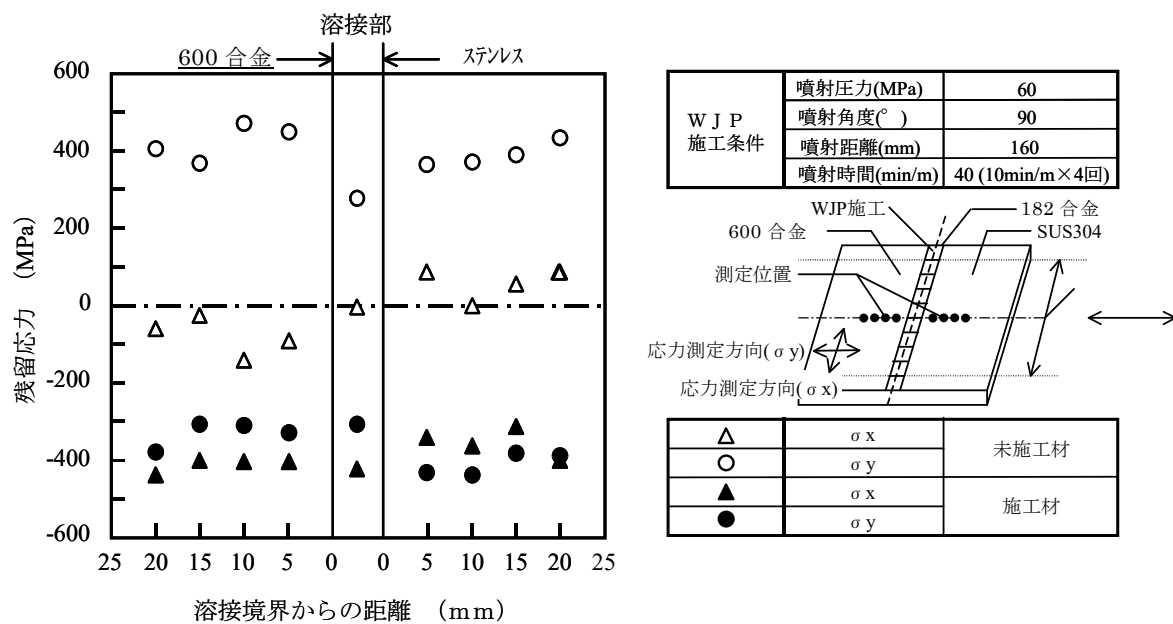 溶接部
600 合金
ステンレス
600
400
200
0
-200
-400
-600
残留応力 (MPa)
25 20 15 10 5 0 0 5 10 15 20 25
溶接境界からの距離 (mm)
WJP
施工条件
噴射圧力(MPa) 60
噴射角度(°) 90
噴射距離(mm) 160
噴射時間(min/m) 40 (10min/m×4回)
WJP施工
182 合金
600 合金
SUS304
測定位置
応力測定方向(σy)
応力測定方向(σx)
△ σx 未施工材
○ σy
▲ σx 施工材
● σy